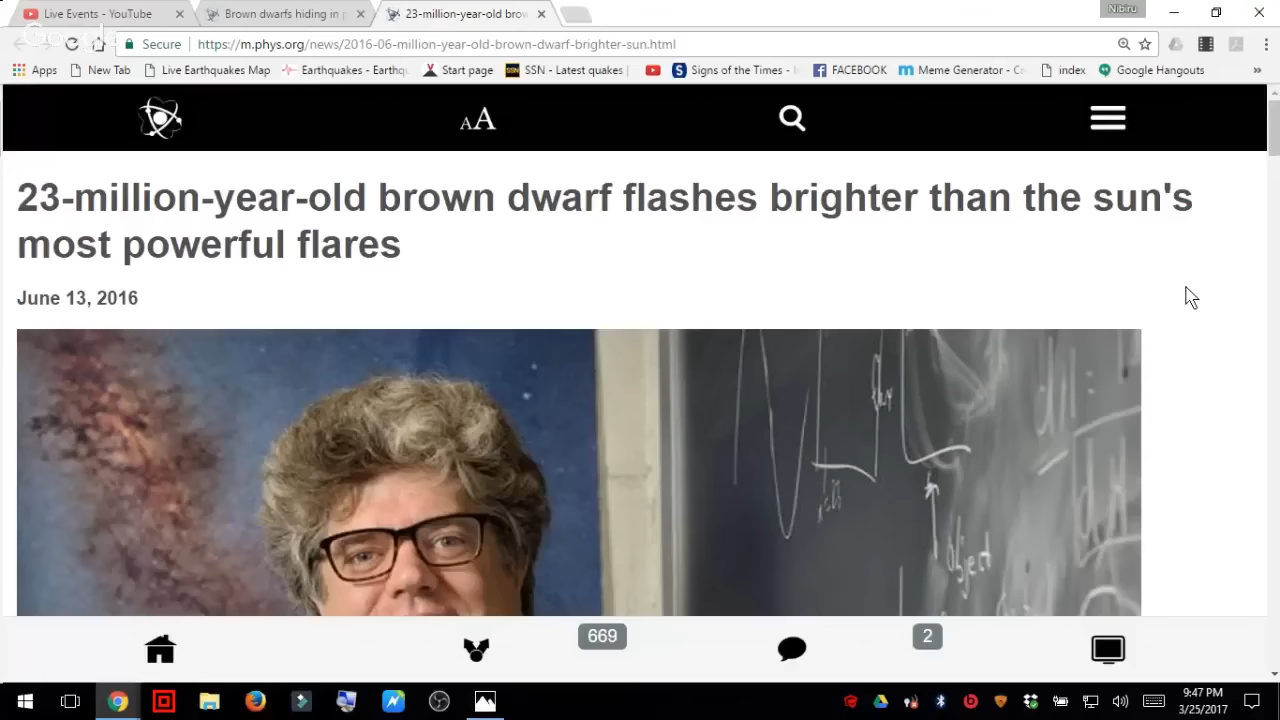 Live Events - YouTube
Brown dwarfs hiding in p
23-million-year-old brow
Nibiru
Secure
https://m.phys.org/news/2016-06-million-year-old-brown-dwarf-brighter-sun.html
Apps
New Tab
Live Earthquakes Map
Earthquakes - Earthqu
Start page
SSN
SSN - Latest quakes
Signs of the Times -
FACEBOOK
Meme Generator - Cr
index
Google Hangouts
»
AA
23-million-year-old brown dwarf flashes brighter than the sun's
most powerful flares
June 13, 2016
object
669
2
9:47 PM
3/25/2017